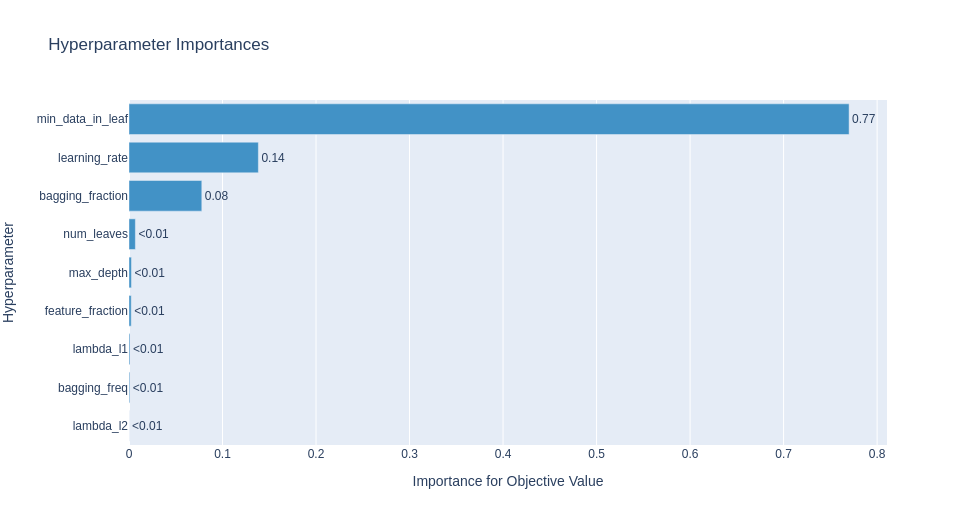 Hyperparameter Importances
Hyperparameter
min_data_in_leaf 0.77
learning_rate 0.14
bagging_fraction 0.08
num_leaves <0.01
max_depth <0.01
feature_fraction <0.01
lambda_l1 <0.01
bagging_freq <0.01
lambda_l2 <0.01
0 0.1 0.2 0.3 0.4 0.5 0.6 0.7 0.8
Importance for Objective Value